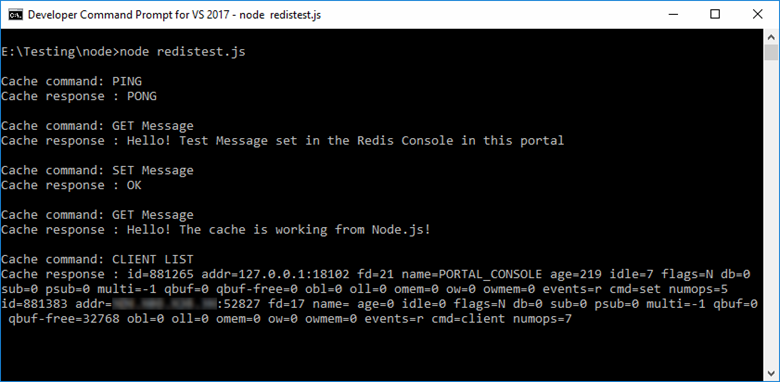 Developer Command Prompt for VS 2017 - node redistest.js
E:\Testing\node>node redistest.js
Cache command: PING
Cache response : PONG
Cache command: GET Message
Cache response : Hello! Test Message set in the Redis Console in this portal
Cache command: SET Message
Cache response : OK
Cache command: GET Message
Cache response : Hello! The cache is working from Node.js!
Cache command: CLIENT LIST
Cache response : id=881265 addr=127.0.0.1:18102 fd=21 name=PORTAL_CONSOLE age=219 idle=7 flags=N db=0
sub=0 psub=0 multi=-1 qbuf=0 qbuf-free=0 obl=0 oll=0 omem=0 ow=0 owmem=0 events=r cmd=set numops=5
id=881383 addr= :52827 fd=17 name= age=0 idle=0 flags=N db=0 sub=0 psub=0 multi=-1 qbuf=0
qbuf-free=32768 obl=0 oll=0 omem=0 ow=0 owmem=0 events=r cmd=client numops=7